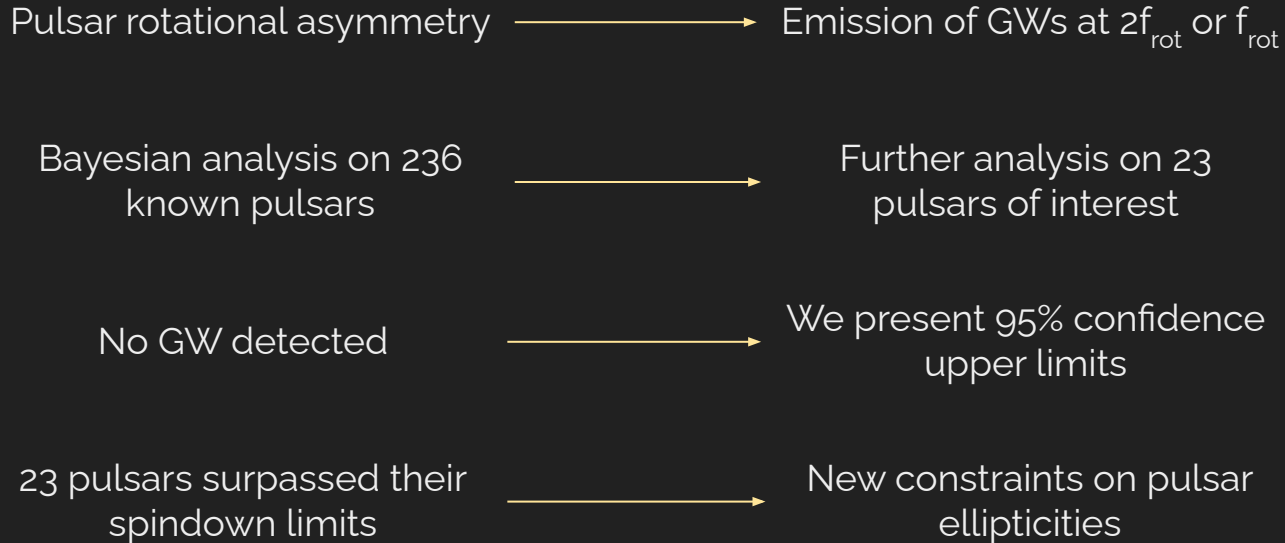 Pulsar rotational asymmetry
Emission of GWs at 2f_rot or f_rot
Bayesian analysis on 236
known pulsars
Further analysis on 23
pulsars of interest
No GW detected
We present 95% confidence
upper limits
23 pulsars surpassed their
spindown limits
New constraints on pulsar
ellipticities